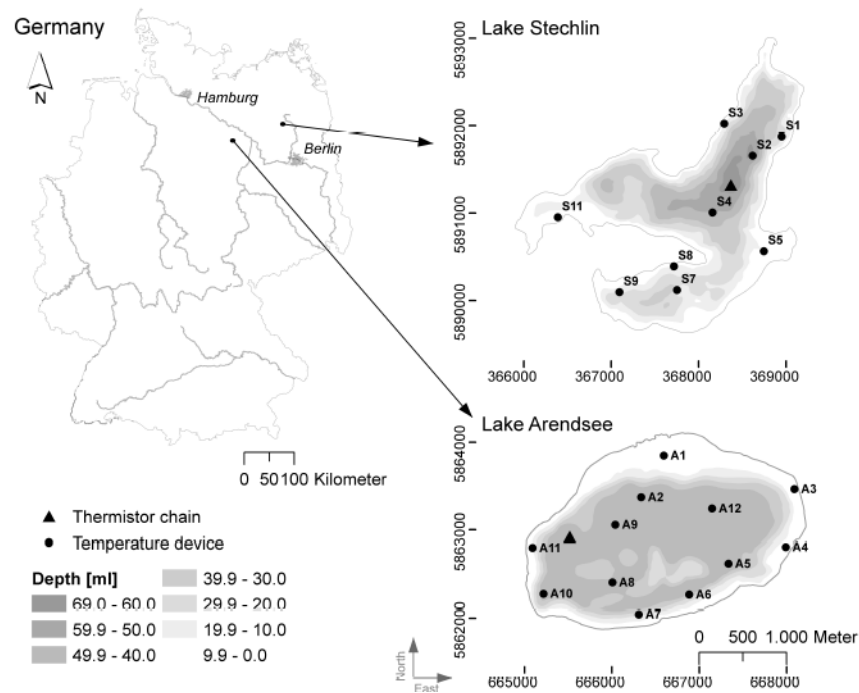 Germany
N
Hamburg
Berlin
0 50 100 Kilometer
Thermistor chain
Temperature device
Depth [ml]
69.0 - 60.0
59.9 - 50.0
49.9 - 40.0
39.9 - 30.0
29.9 - 20.0
19.9 - 10.0
9.9 - 0.0
North
East
Lake Stechlin
5893000
5892000
5891000
5890000
S3
S1
S2
S4
S11
S5
S8
S9
S7
366000 367000 368000 369000
Lake Arendsee
5864000
5863000
5862000
A1
A3
A2
A12
A9
A11
A4
A5
A8
A10
A6
A7
0 500 1.000 Meter
665000 666000 667000 668000